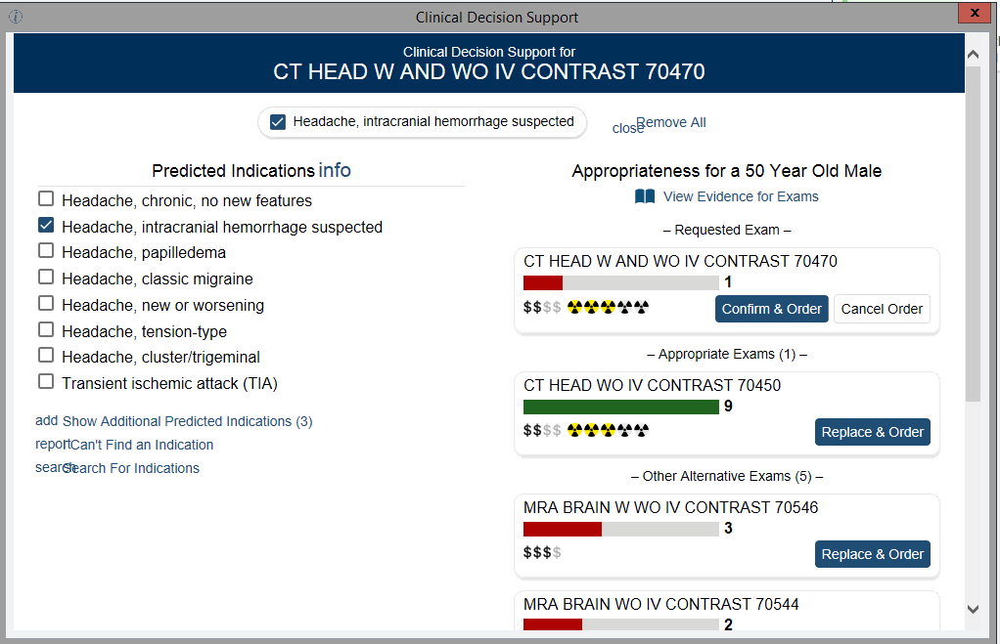 Clinical Decision Support
X
Clinical Decision Support for
CT HEAD W AND WO IV CONTRAST 70470
Headache, intracranial hemorrhage suspected
close Remove All
Predicted Indications info
Headache, chronic, no new features
Headache, intracranial hemorrhage suspected
Headache, papilledema
Headache, classic migraine
Headache, new or worsening
Headache, tension-type
Headache, cluster/trigeminal
Transient ischemic attack (TIA)
add Show Additional Predicted Indications (3)
report I Can't Find an Indication
search Search For Indications
Appropriateness for a 50 Year Old Male
View Evidence for Exams
– Requested Exam –
CT HEAD W AND WO IV CONTRAST 70470
1
$$$$
Confirm & Order
Cancel Order
– Appropriate Exams (1) –
CT HEAD WO IV CONTRAST 70450
9
$$$$
Replace & Order
– Other Alternative Exams (5) –
MRA BRAIN W WO IV CONTRAST 70546
3
$$$$
Replace & Order
MRA BRAIN WO IV CONTRAST 70544
2